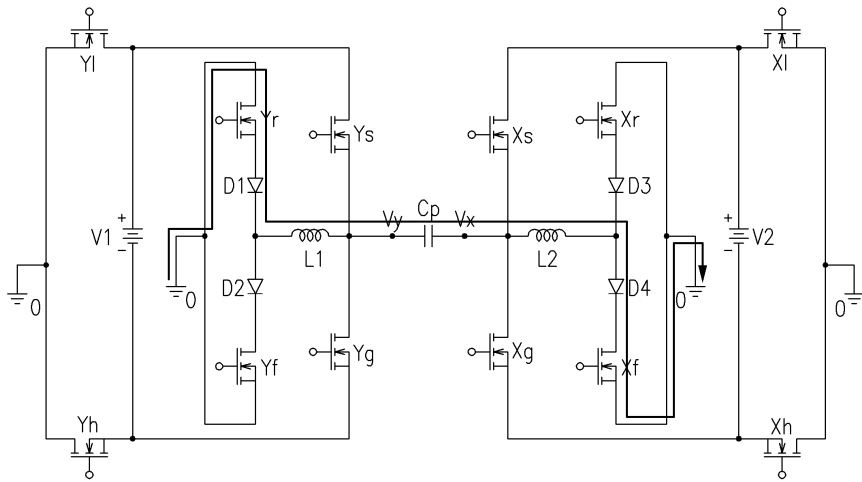 Yl
Xl
Yr
Ys
Xs
Xr
D1
D3
Cp
Vy
Vx
+
V1
-
L1
L2
+
V2
-
D2
D4
0
0
0
0
Yf
Yg
Xg
Xf
Yh
Xh